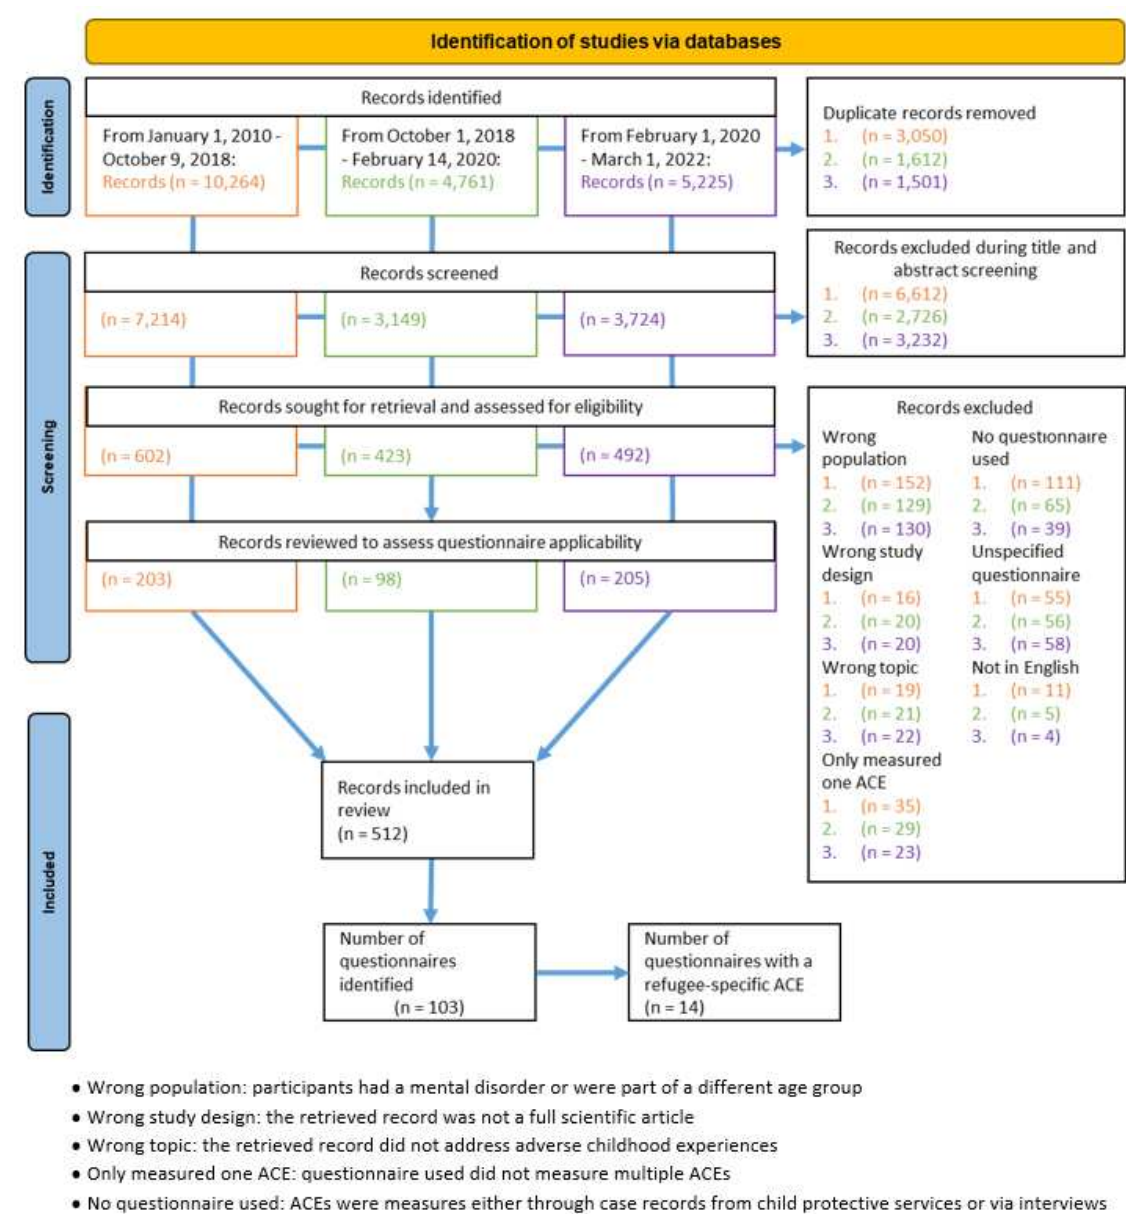 Identification of studies via databases
Identification
Records identified
From January 1, 2010 -
October 9, 2018:
Records (n = 10,264)
From October 1, 2018
- February 14, 2020:
Records (n = 4,761)
From February 1, 2020
- March 1, 2022:
Records (n = 5,225)
Duplicate records removed
1. (n = 3,050)
2. (n = 1,612)
3. (n = 1,501)
Screening
Records screened
(n = 7,214)
(n = 3,149)
(n = 3,724)
Records excluded during title and
abstract screening
1. (n = 6,612)
2. (n = 2,726)
3. (n = 3,232)
Records sought for retrieval and assessed for eligibility
(n = 602)
(n = 423)
(n = 492)
Records excluded
Wrong
population
1. (n = 152)
2. (n = 129)
3. (n = 130)
Wrong study
design
1. (n = 16)
2. (n = 20)
3. (n = 20)
Wrong topic
1. (n = 19)
2. (n = 21)
3. (n = 22)
Only measured
one ACE
1. (n = 35)
2. (n = 29)
3. (n = 23)
No questionnaire
used
1. (n = 111)
2. (n = 65)
3. (n = 39)
Unspecified
questionnaire
1. (n = 55)
2. (n = 56)
3. (n = 58)
Not in English
1. (n = 11)
2. (n = 5)
3. (n = 4)
Records reviewed to assess questionnaire applicability
(n = 203)
(n = 98)
(n = 205)
Included
Records included in
review
(n = 512)
Number of
questionnaires
identified
(n = 103)
Number of
questionnaires with a
refugee-specific ACE
(n = 14)
• Wrong population: participants had a mental disorder or were part of a different age group
• Wrong study design: the retrieved record was not a full scientific article
• Wrong topic: the retrieved record did not address adverse childhood experiences
• Only measured one ACE: questionnaire used did not measure multiple ACEs
• No questionnaire used: ACEs were measures either through case records from child protective services or via interviews